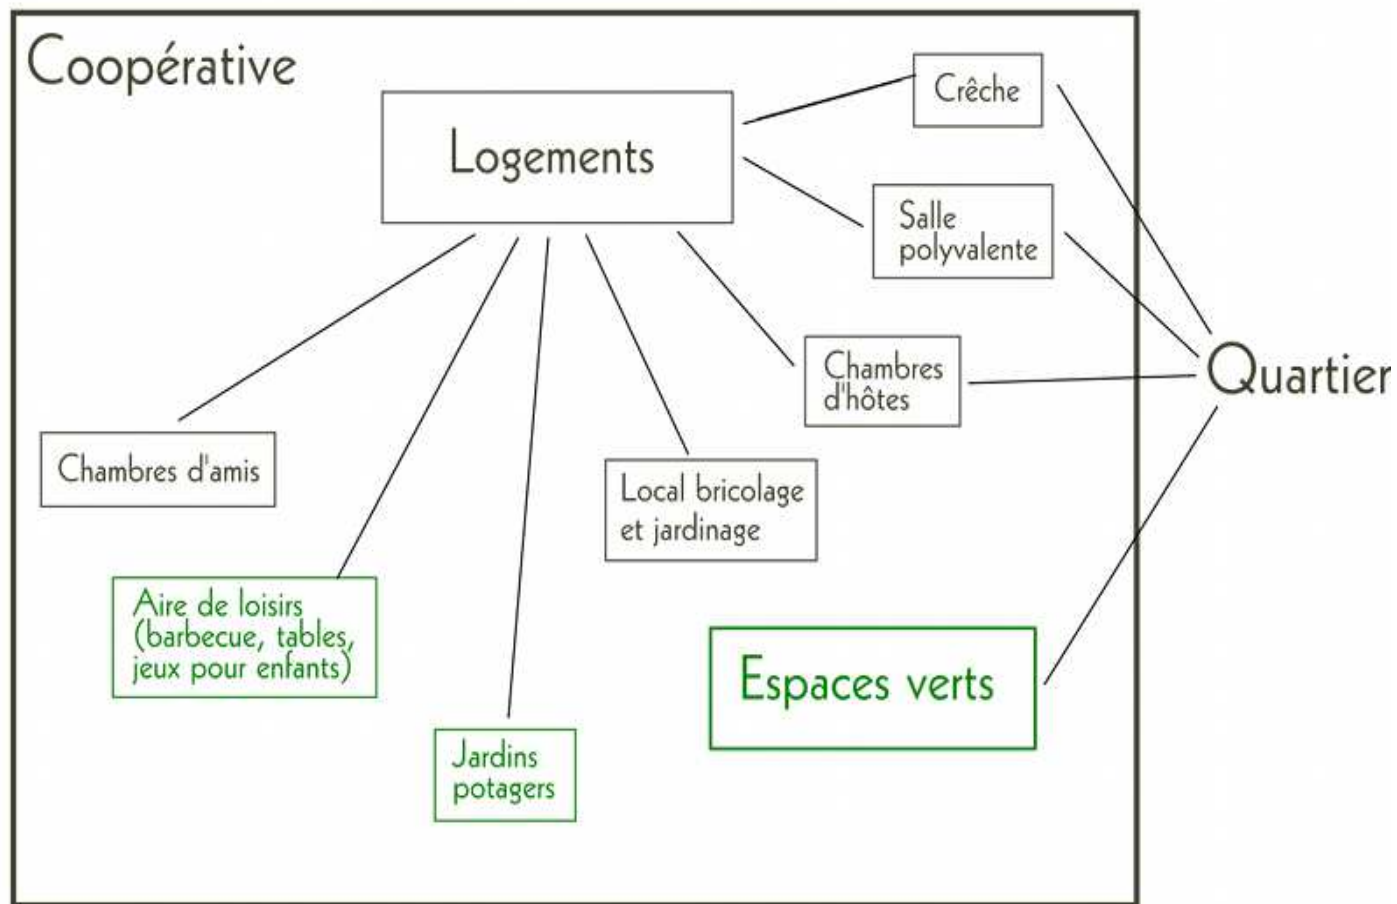 Coopérative
Logements
Crêche
Salle
polyvalente
Chambres
d'hôtes
Quartier
Chambres d'amis
Local bricolage
et jardinage
Aire de loisirs
(barbecue, tables,
jeux pour enfants)
Espaces verts
Jardins
potagers